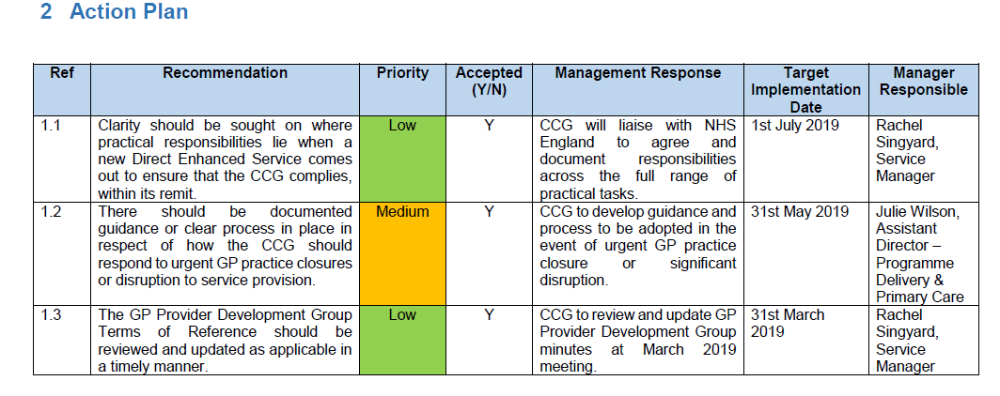 2 Action Plan
Ref Recommendation Priority Accepted (Y/N) Management Response Target Implementation Date Manager Responsible
1.1
Clarity should be sought on where
practical responsibilities lie when a
new Direct Enhanced Service comes
out to ensure that the CCG complies,
within its remit.
Low
Y
CCG will liaise with NHS
England to agree and
document responsibilities
across the full range of
practical tasks.
1st July 2019
Rachel
Singyard,
Service
Manager
1.2
There should be documented
guidance or clear process in place in
respect of how the CCG should
respond to urgent GP practice closures
or disruption to service provision.
Medium
Y
CCG to develop guidance and
process to be adopted in the
event of urgent GP practice
closure or significant
disruption.
31st May 2019
Julie Wilson,
Assistant
Director –
Programme
Delivery &
Primary Care
1.3
The GP Provider Development Group
Terms of Reference should be
reviewed and updated as applicable in
a timely manner.
Low
Y
CCG to review and update GP
Provider Development Group
minutes at March 2019
meeting.
31st March
2019
Rachel
Singyard,
Service
Manager